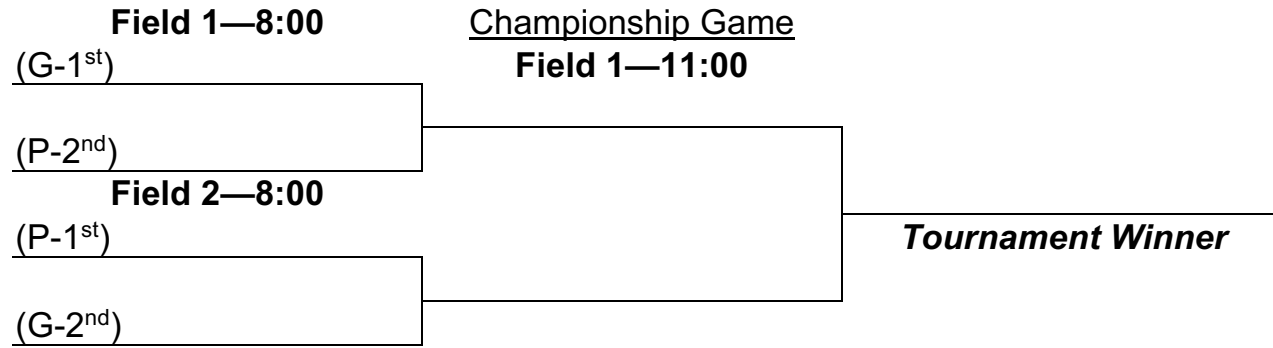 Field 1—8:00 Championship Game
(G-1st) Field 1—11:00
(P-2nd)
Field 2—8:00
(P-1st) Tournament Winner
(G-2nd)